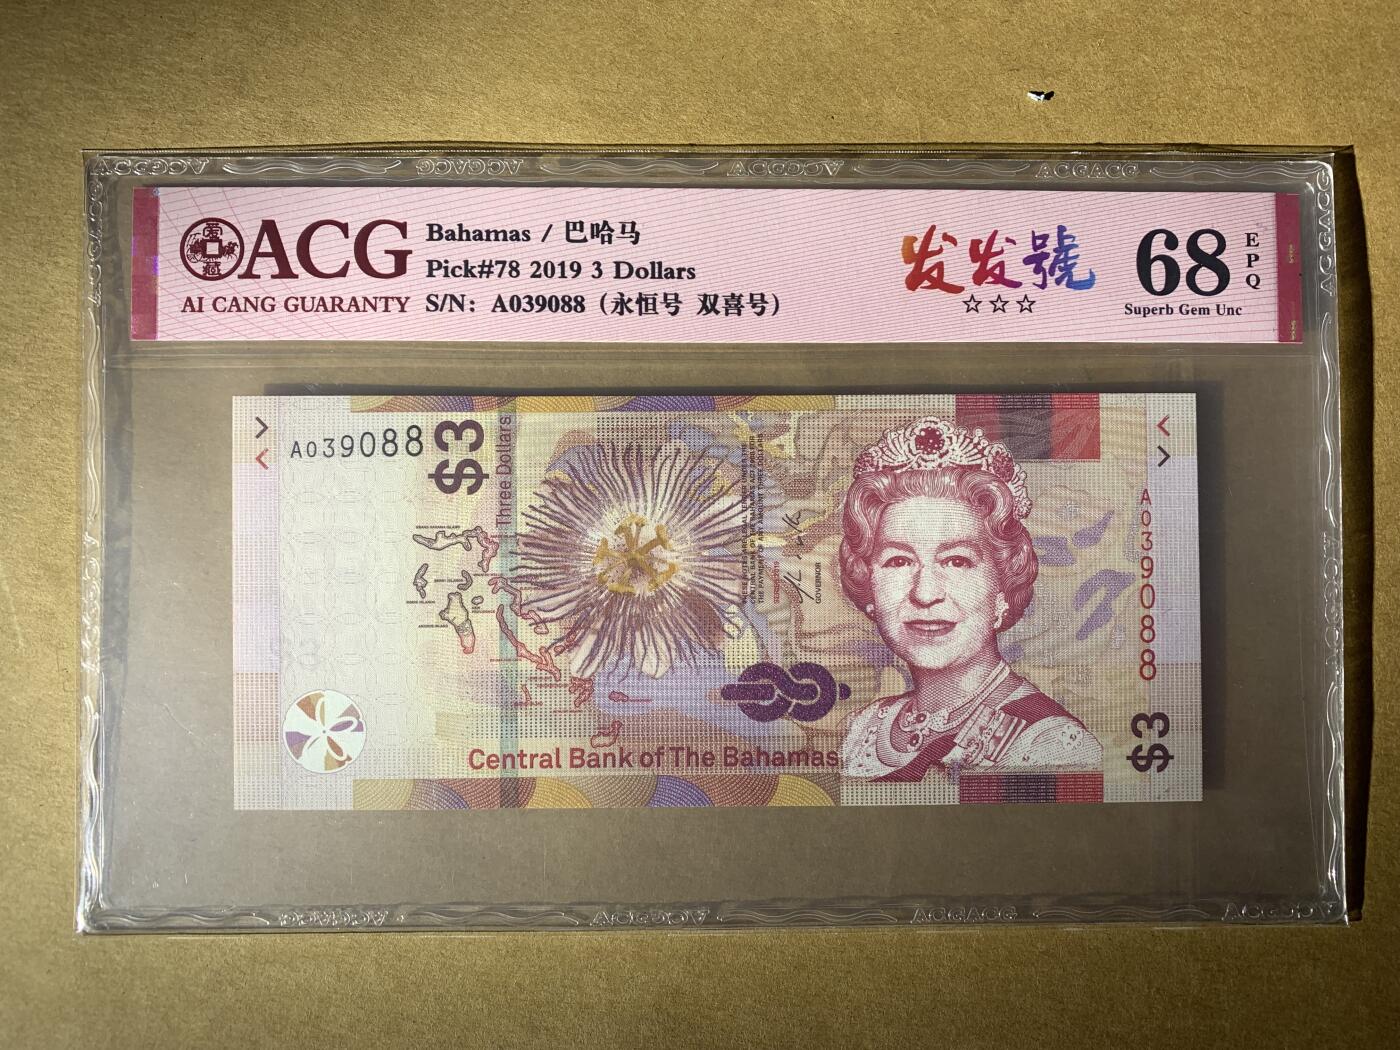 ACG
AI CANG GUARANTY
Bahamas / 巴哈马
Pick#78 2019 3 Dollars
S/N: A039088 (永恒号 双喜号)
发发號
☆☆☆
68
EPQ
Superb Gem Unc
A039088
$3
Three Dollars
GOVERNOR
A039088
$3
Central Bank of The Bahamas